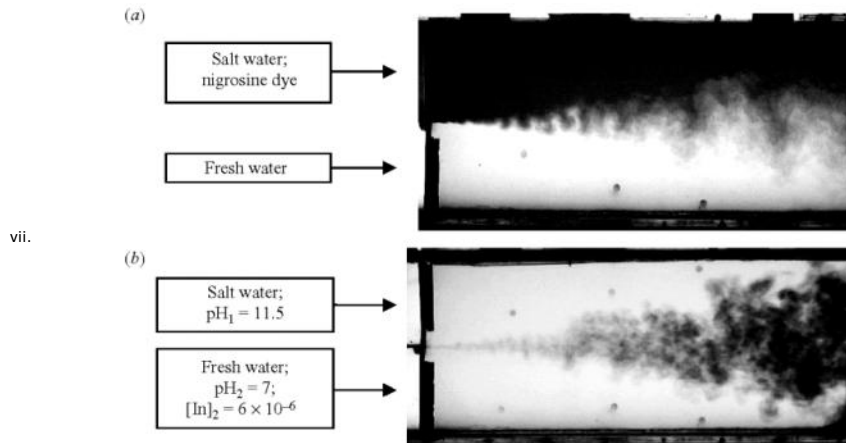 (a)
Salt water;
nigrosine dye
Fresh water
vii.
(b)
Salt water;
pH₁ = 11.5
Fresh water;
pH₂ = 7;
[In]₂ = 6 × 10⁻⁶